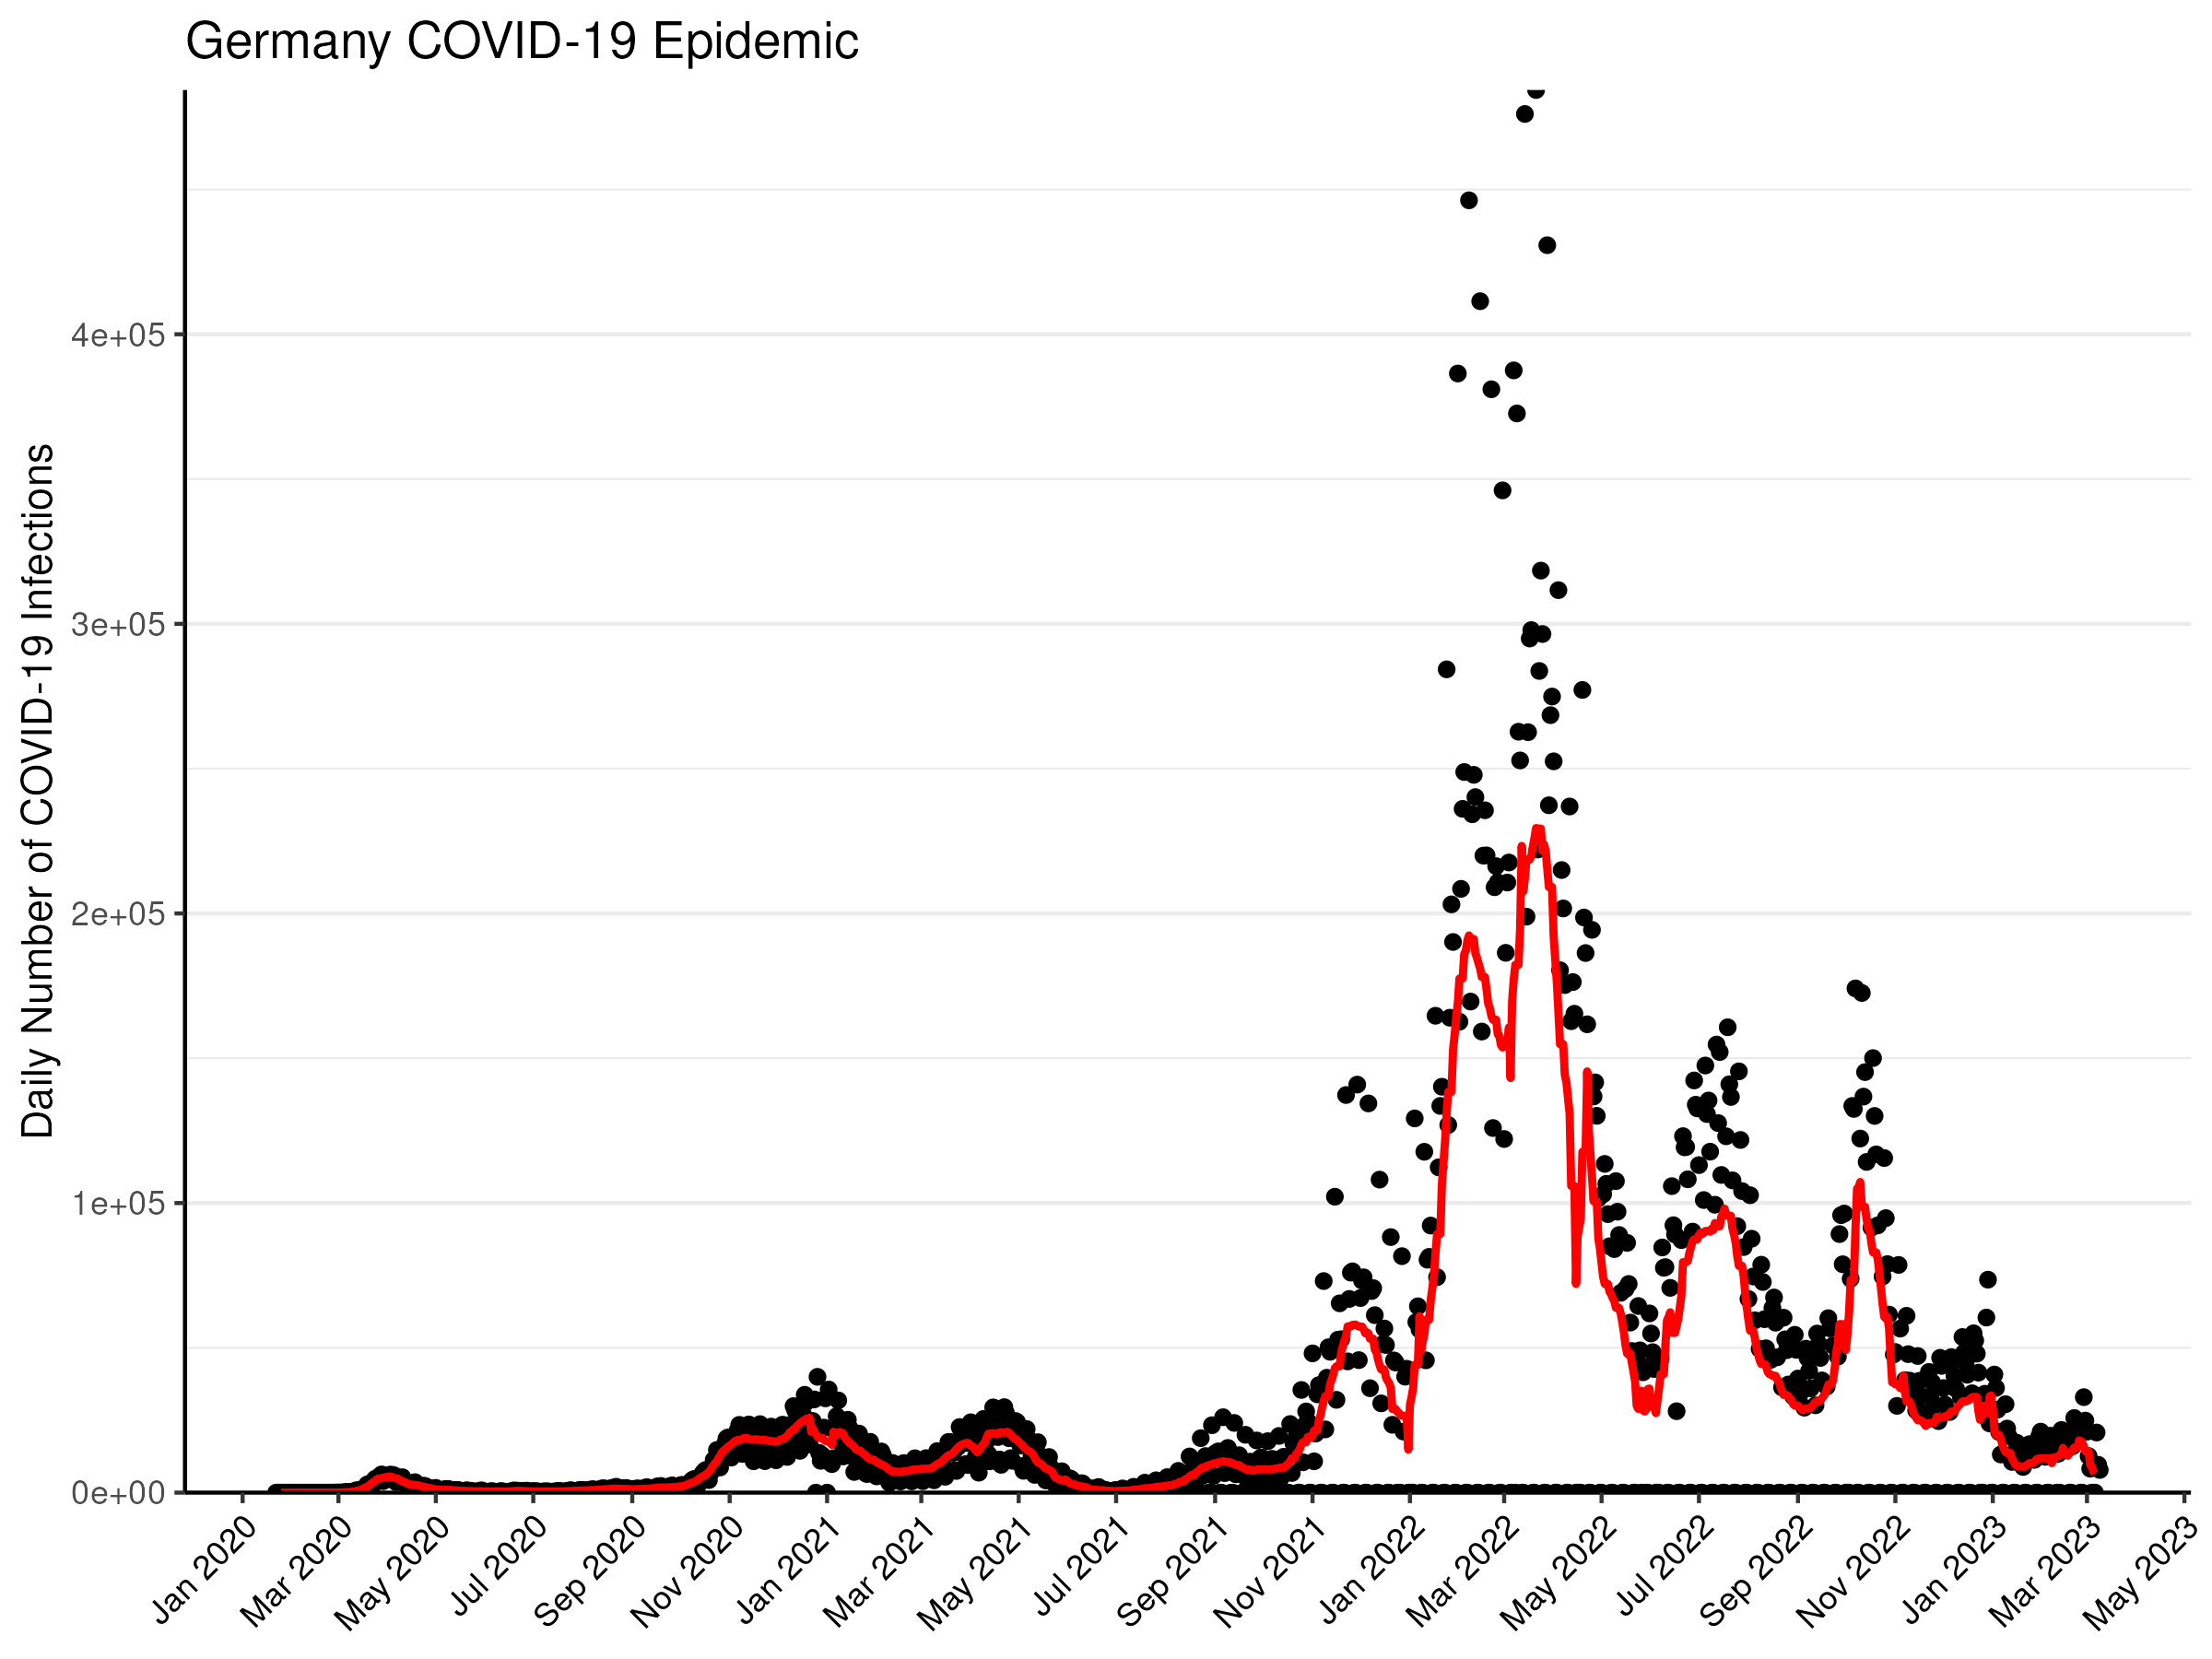 Germany COVID-19 Epidemic
Daily Number of COVID-19 Infections
4e+05
3e+05
2e+05
1e+05
0e+00
Jan 2020
Mar 2020
May 2020
Jul 2020
Sep 2020
Nov 2020
Jan 2021
Mar 2021
May 2021
Jul 2021
Sep 2021
Nov 2021
Jan 2022
Mar 2022
May 2022
Jul 2022
Sep 2022
Nov 2022
Jan 2023
Mar 2023
May 2023